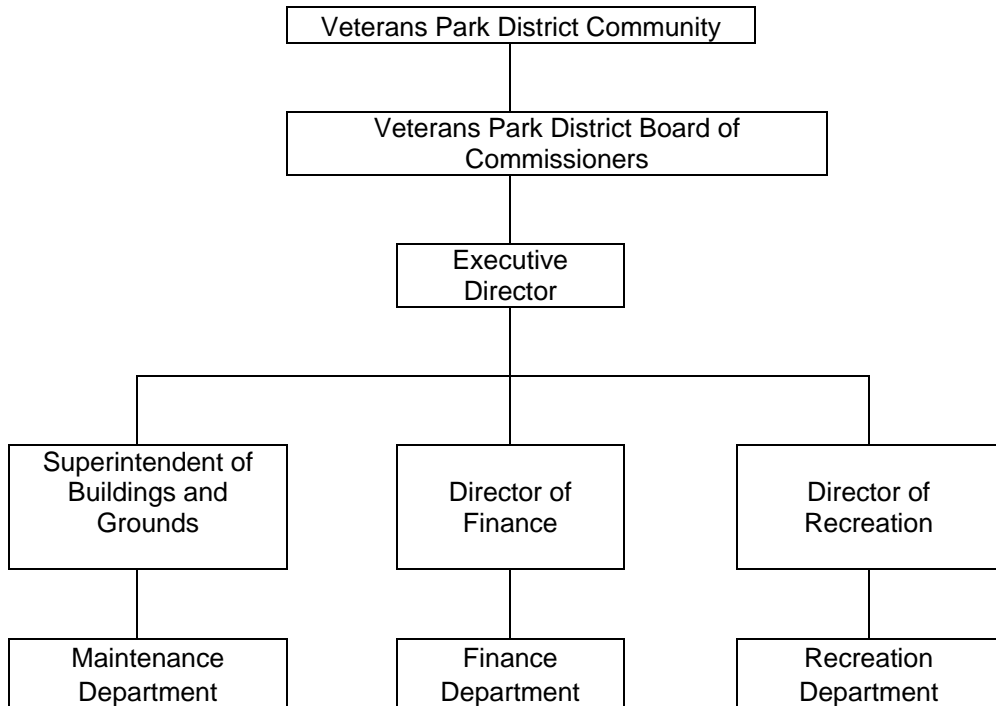 Veterans Park District Community
Veterans Park District Board of
Commissioners
Executive
Director
Superintendent of
Buildings and
Grounds
Director of
Finance
Director of
Recreation
Maintenance
Department
Finance
Department
Recreation
Department